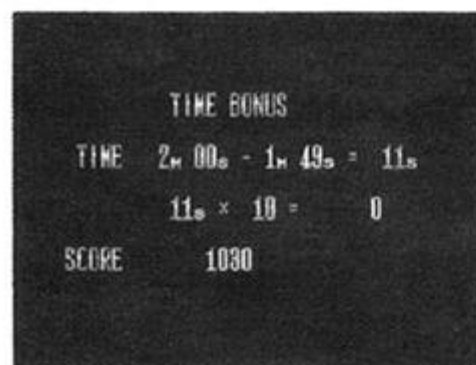 TIME BONUS
TIME 2M 00s - 1M 49s = 11s
11s × 10 = 0
SCORE 1030